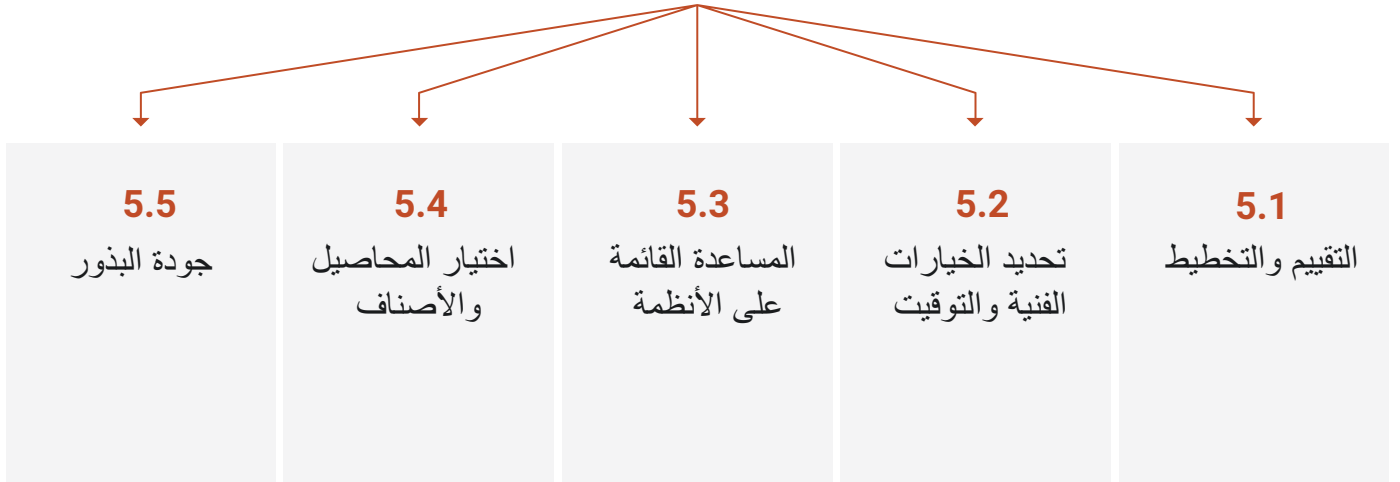 5.1
التقييم والتخطيط
5.2
تحديد الخيارات
الفنية والتوقيت
5.3
المساعدة القائمة
على الأنظمة
5.4
اختيار المحاصيل
والأصناف
5.5
جودة البذور